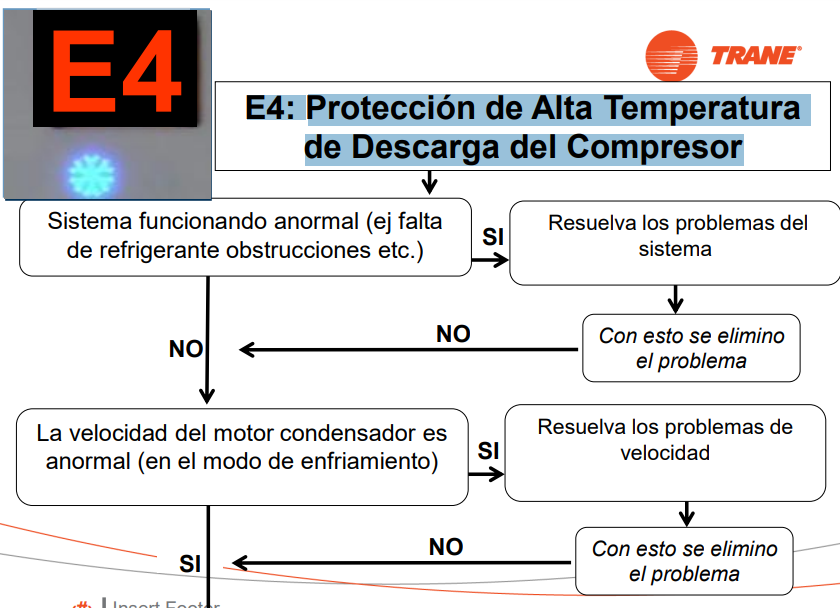 E4
TRANE
E4: Protección de Alta Temperatura
de Descarga del Compresor
Sistema funcionando anormal (ej falta
de refrigerante obstrucciones etc.)
SI
Resuelva los problemas del
sistema
NO
NO
Con esto se elimino
el problema
La velocidad del motor condensador es
anormal (en el modo de enfriamiento)
SI
Resuelva los problemas de
velocidad
SI
NO
Con esto se elimino
el problema
Insert Footer